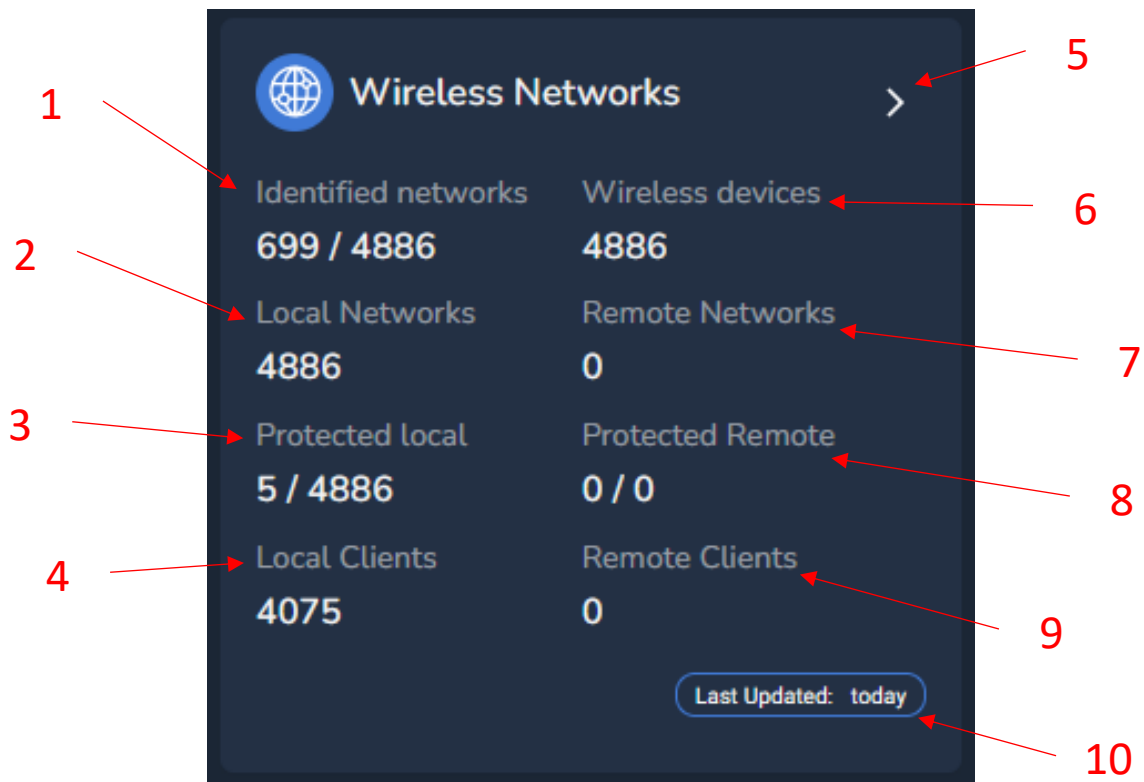 Wireless Networks
5
1
Identified networks
Wireless devices
6
699 / 4886
4886
2
Local Networks
Remote Networks
7
4886
0
3
Protected local
Protected Remote
8
5 / 4886
0 / 0
4
Local Clients
Remote Clients
9
4075
0
Last Updated: today
10